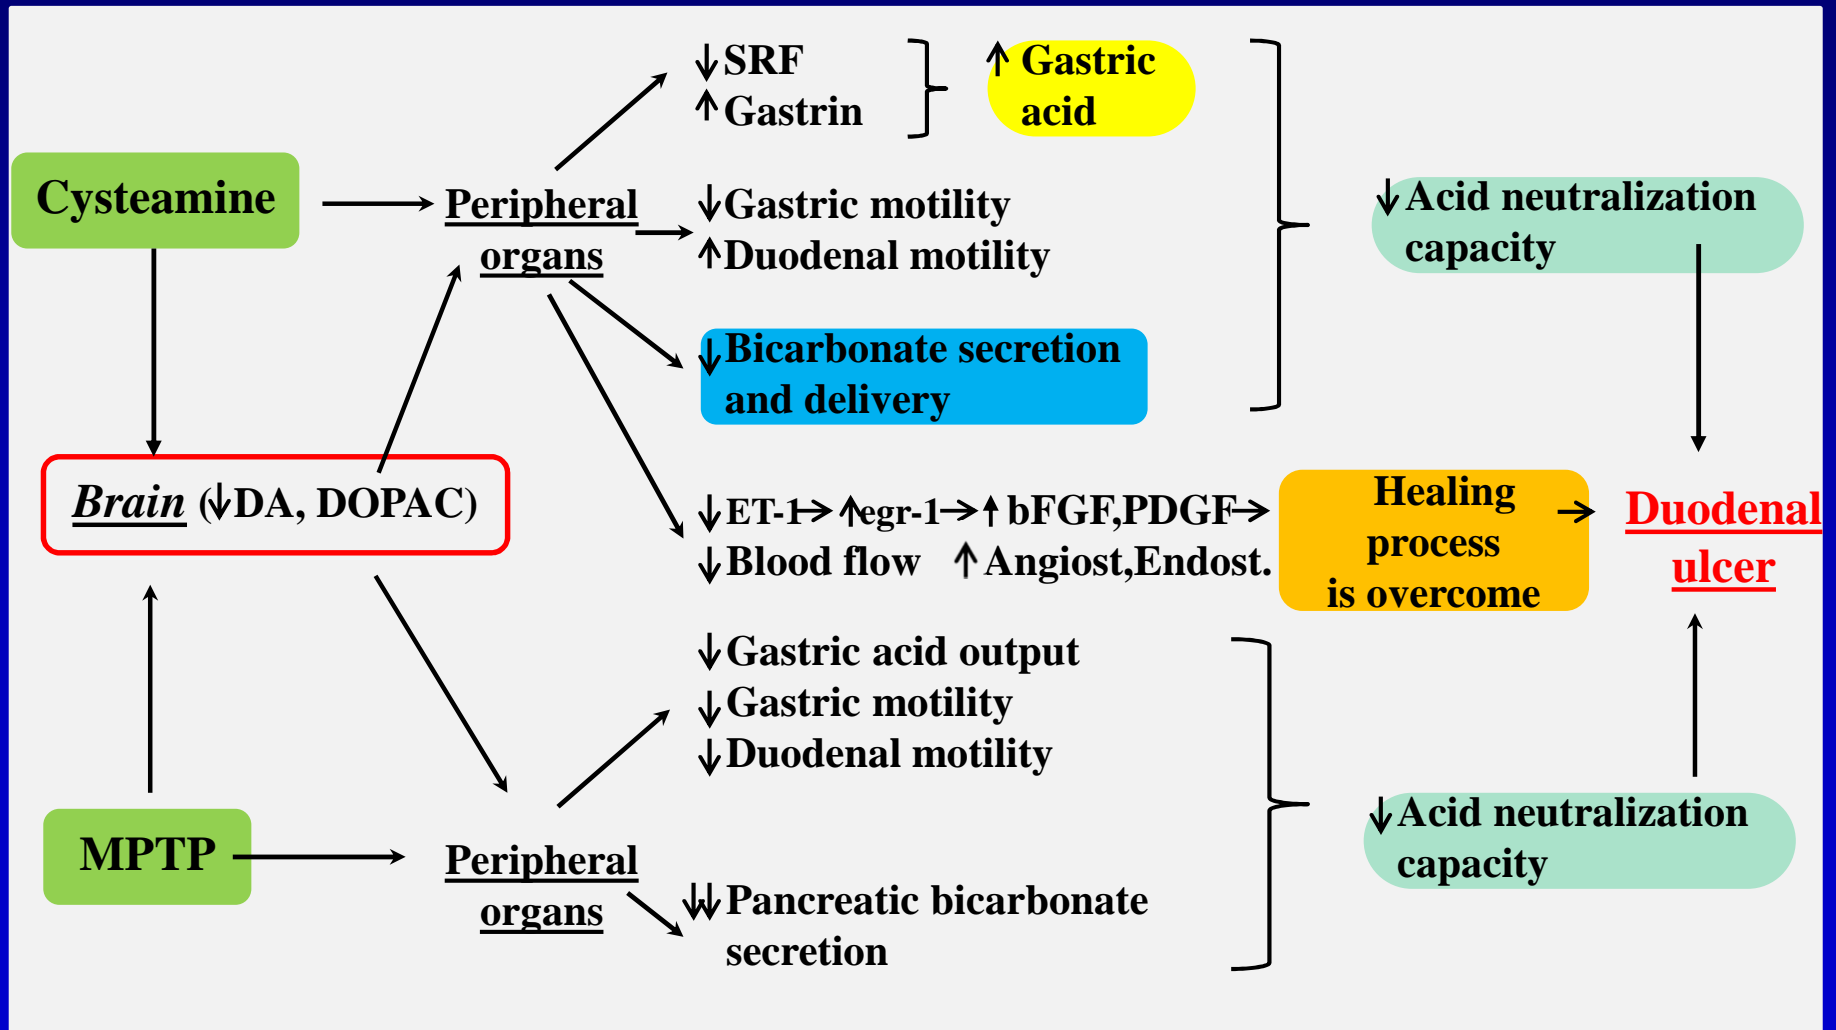 ↓SRF
↑Gastrin
↑ Gastric
acid
Cysteamine
Peripheral
organs
↓Gastric motility
↑Duodenal motility
↓Acid neutralization
capacity
↓Bicarbonate secretion
and delivery
Brain (↓DA, DOPAC)
↓ET-1→ ↑egr-1→↑ bFGF,PDGF→
↓Blood flow ↑Angiost,Endost.
Healing
process
is overcome
→
Duodenal
ulcer
↓Gastric acid output
↓Gastric motility
↓Duodenal motility
MPTP
Peripheral
organs
↓↓Pancreatic bicarbonate
secretion
↓Acid neutralization
capacity